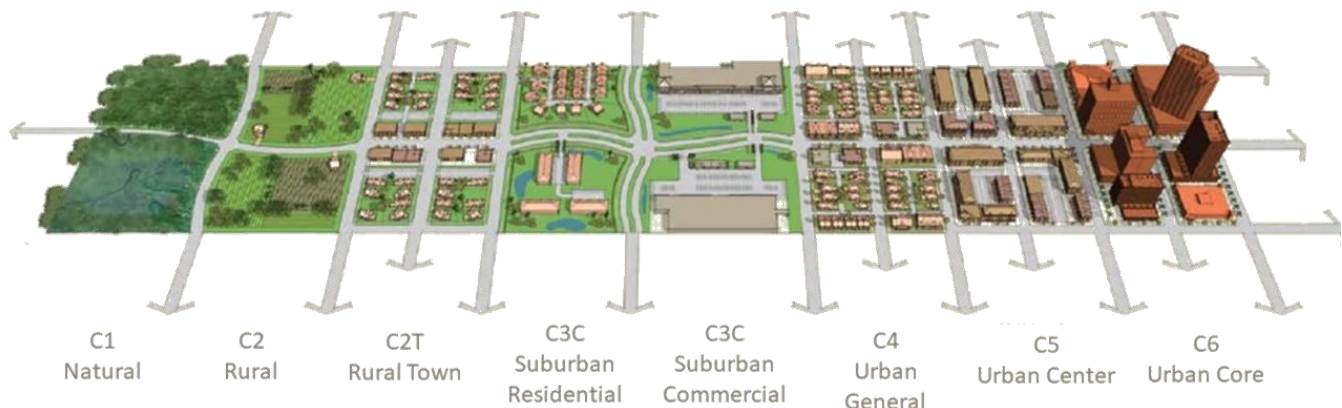 C1
Natural
C2
Rural
C2T
Rural Town
C3C
Suburban
Residential
C3C
Suburban
Commercial
C4
Urban
General
C5
Urban Center
C6
Urban Core